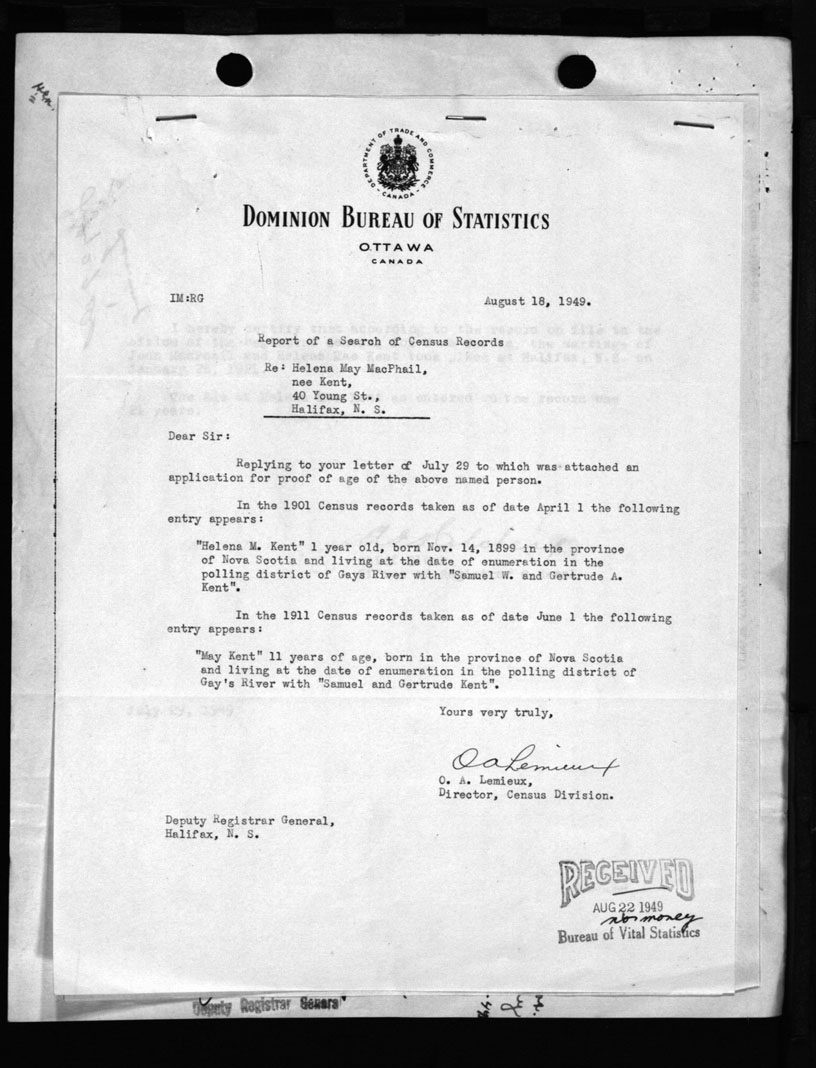 DEPARTMENT OF TRADE AND COMMERCE
CANADA
DOMINION BUREAU OF STATISTICS
OTTAWA
CANADA
IM:RG
August 18, 1949.
Report of a Search of Census Records
Re: Helena May MacPhail,
nee Kent,
40 Young St.,
Halifax, N. S.
Dear Sir:
Replying to your letter of July 29 to which was attached an
application for proof of age of the above named person.
In the 1901 Census records taken as of date April 1 the following
entry appears:
"Helena M. Kent" 1 year old, born Nov. 14, 1899 in the province
of Nova Scotia and living at the date of enumeration in the
polling district of Gays River with "Samuel W. and Gertrude A.
Kent".
In the 1911 Census records taken as of date June 1 the following
entry appears:
"May Kent" 11 years of age, born in the province of Nova Scotia
and living at the date of enumeration in the polling district of
Gay's River with "Samuel and Gertrude Kent".
July 29, 1949
Yours very truly,
O A Lemieux
O. A. Lemieux,
Director, Census Division.
Deputy Registrar General,
Halifax, N. S.
RECEIVED
AUG 22 1949
no money
Bureau of Vital Statistics
Deputy Registrar General